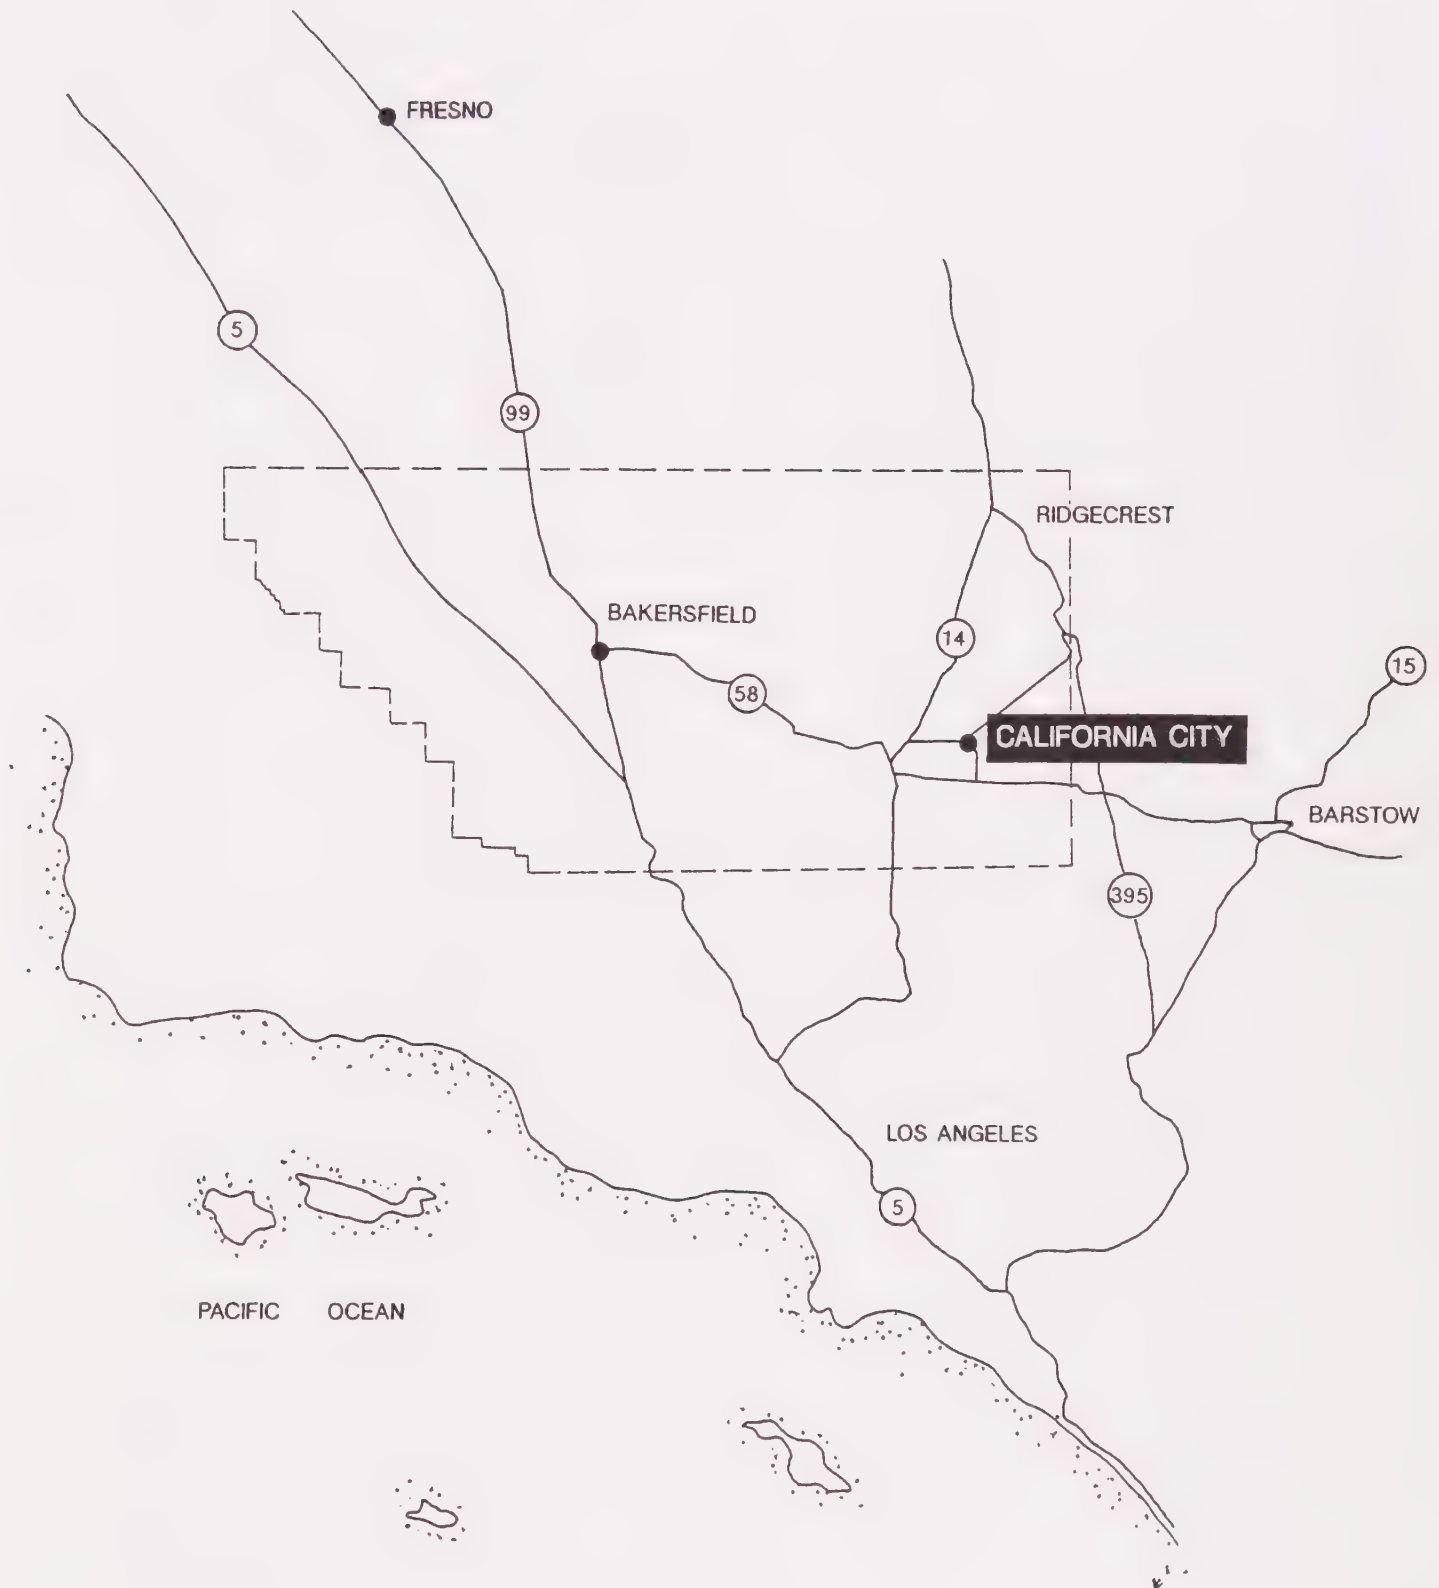 FRESNO
5
99
RIDGECREST
BAKERSFIELD
14
15
58
CALIFORNIA CITY
BARSTOW
395
LOS ANGELES
5
PACIFIC OCEAN